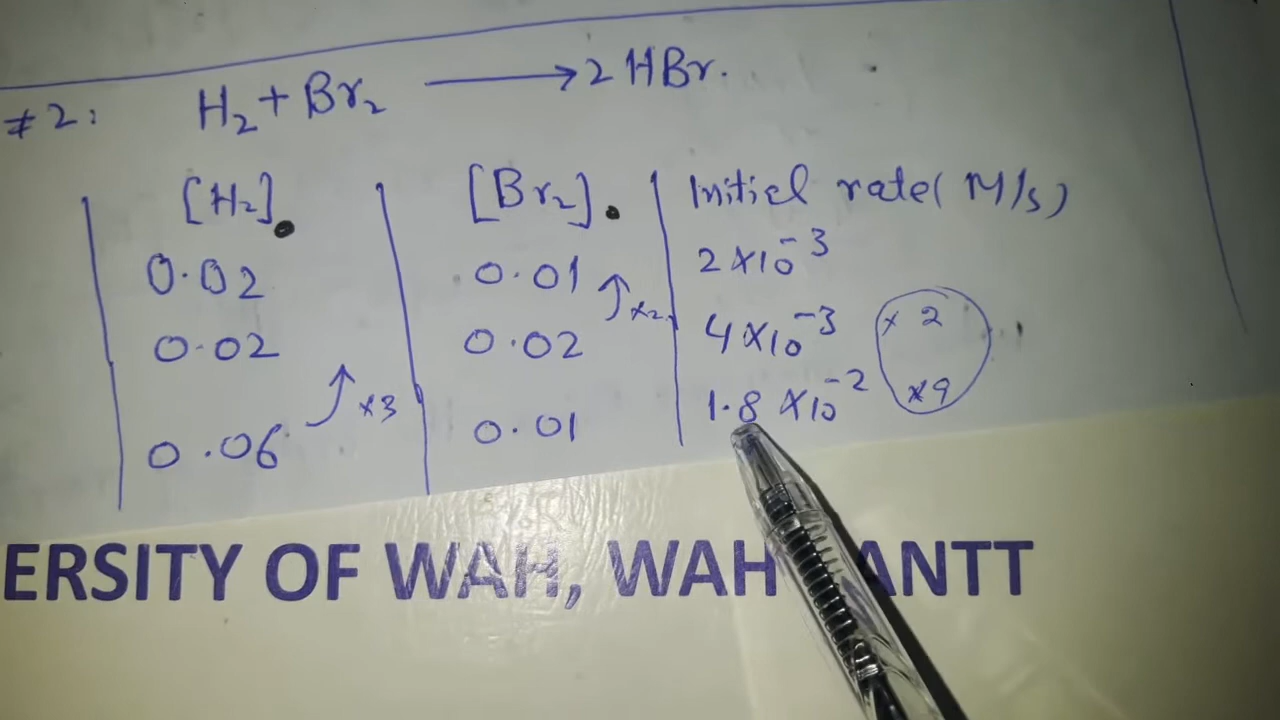 #2: H₂ + Br₂ ⟶ 2 HBr.
[H₂]. [Br₂]. Initial rate (M/s)
0.02 0.01 2×10⁻³
×2
0.02 0.02 4×10⁻³ × 2
×3
0.06 0.01 1.8 ×10⁻² ×9
ERSITY OF WAH, WAH ANTT